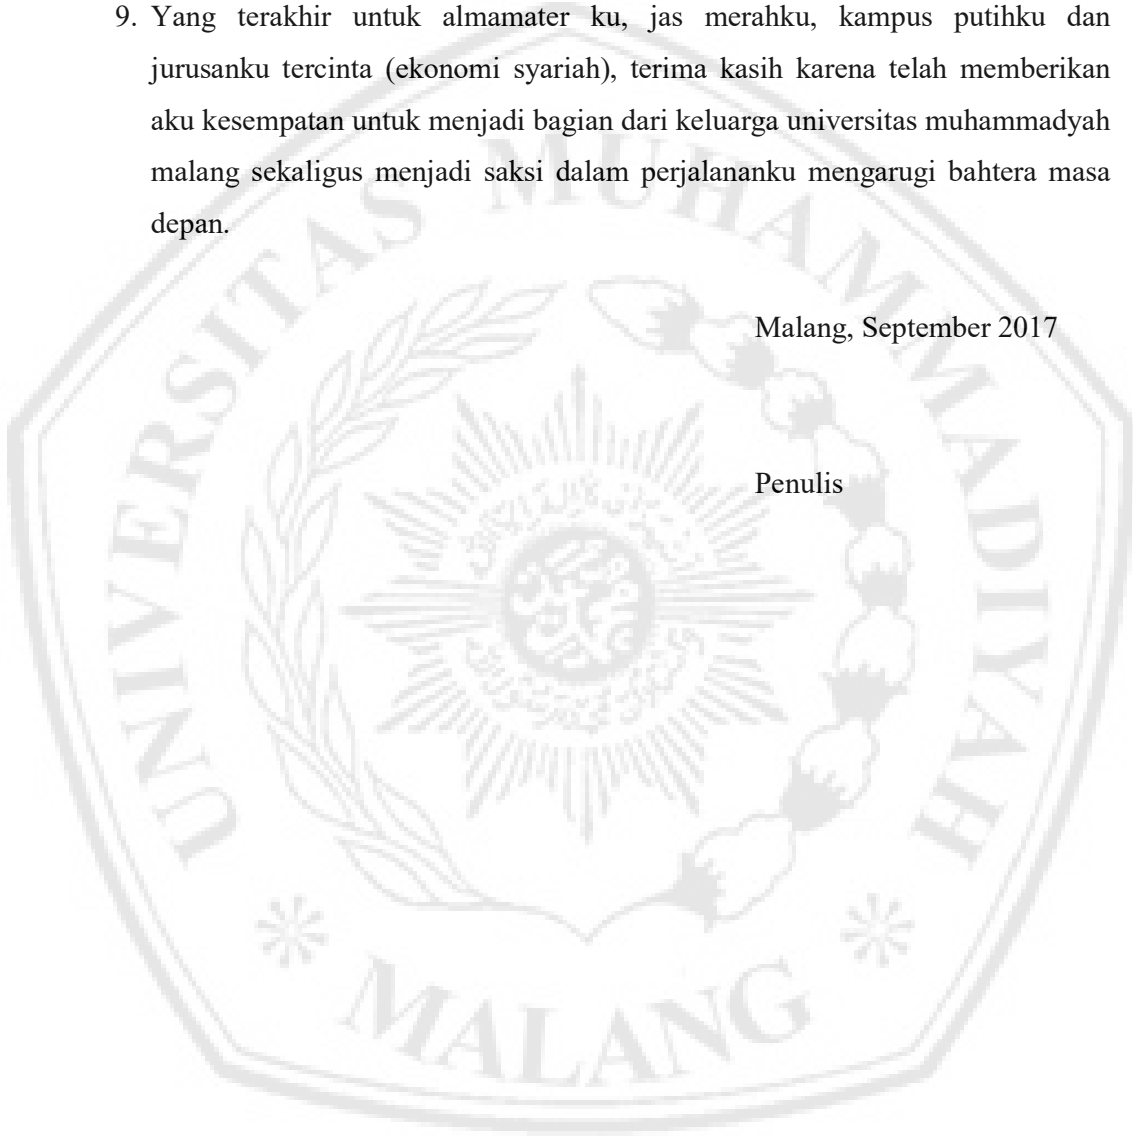 9. Yang terakhir untuk almamater ku, jas merahku, kampus putihku dan
jurusanku tercinta (ekonomi syariah), terima kasih karena telah memberikan
aku kesempatan untuk menjadi bagian dari keluarga universitas muhammadyah
malang sekaligus menjadi saksi dalam perjalananku mengarugi bahtera masa
depan.
Malang, September 2017
Penulis
UNIVERSITAS MUHAMMADIYAH
MALANG